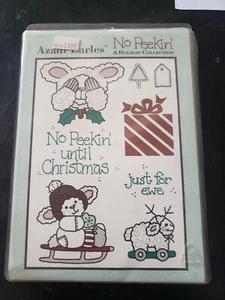 Azadi Earles
No Peekin'
A Holiday Collection
No Peekin'
until
Christmas
just for
ewe